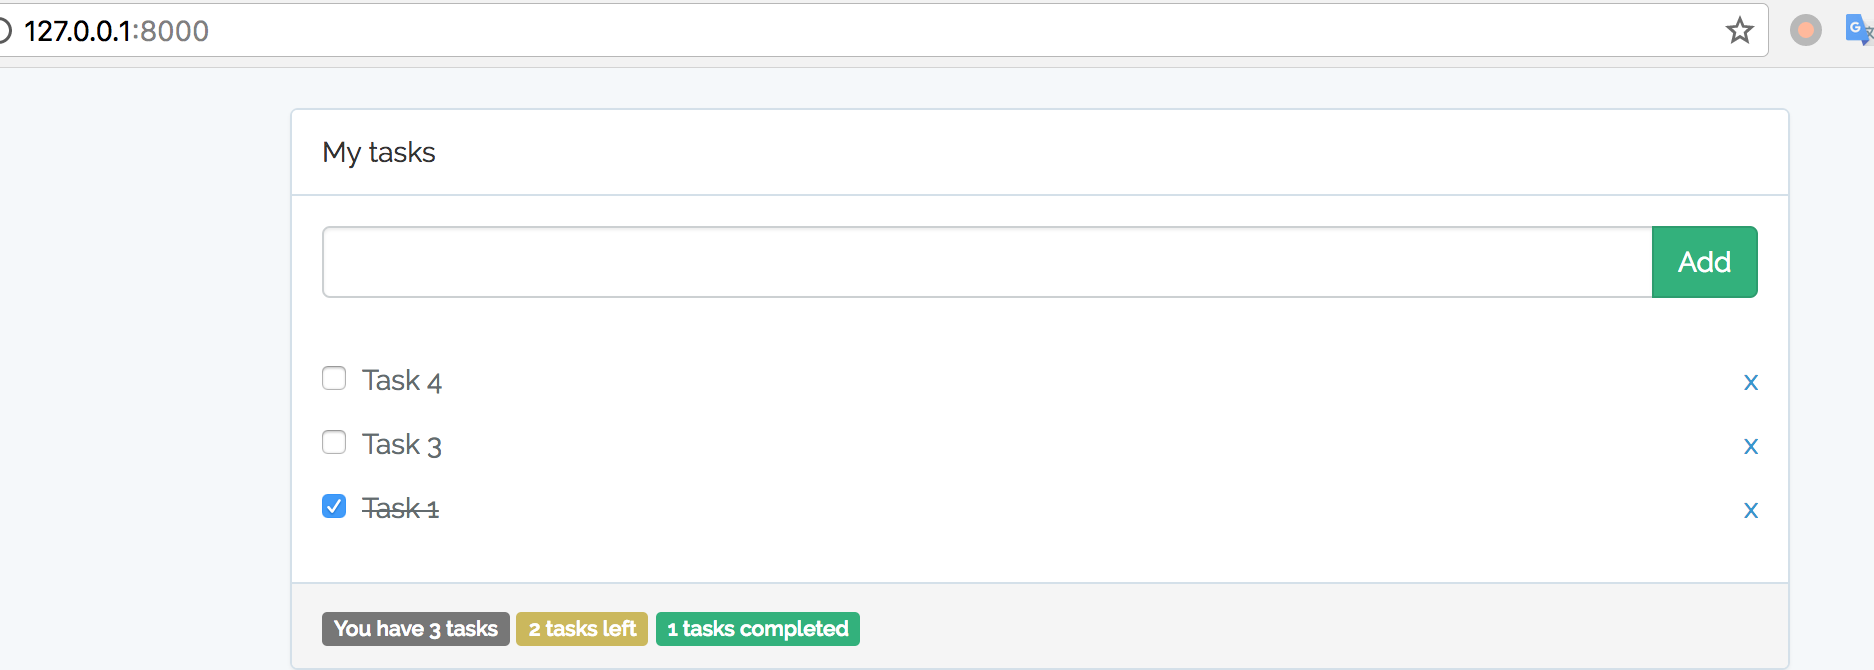 127.0.0.1:8000
G 文
My tasks
Add
Task 4 x
Task 3 x
Task 1 x
You have 3 tasks 2 tasks left 1 tasks completed